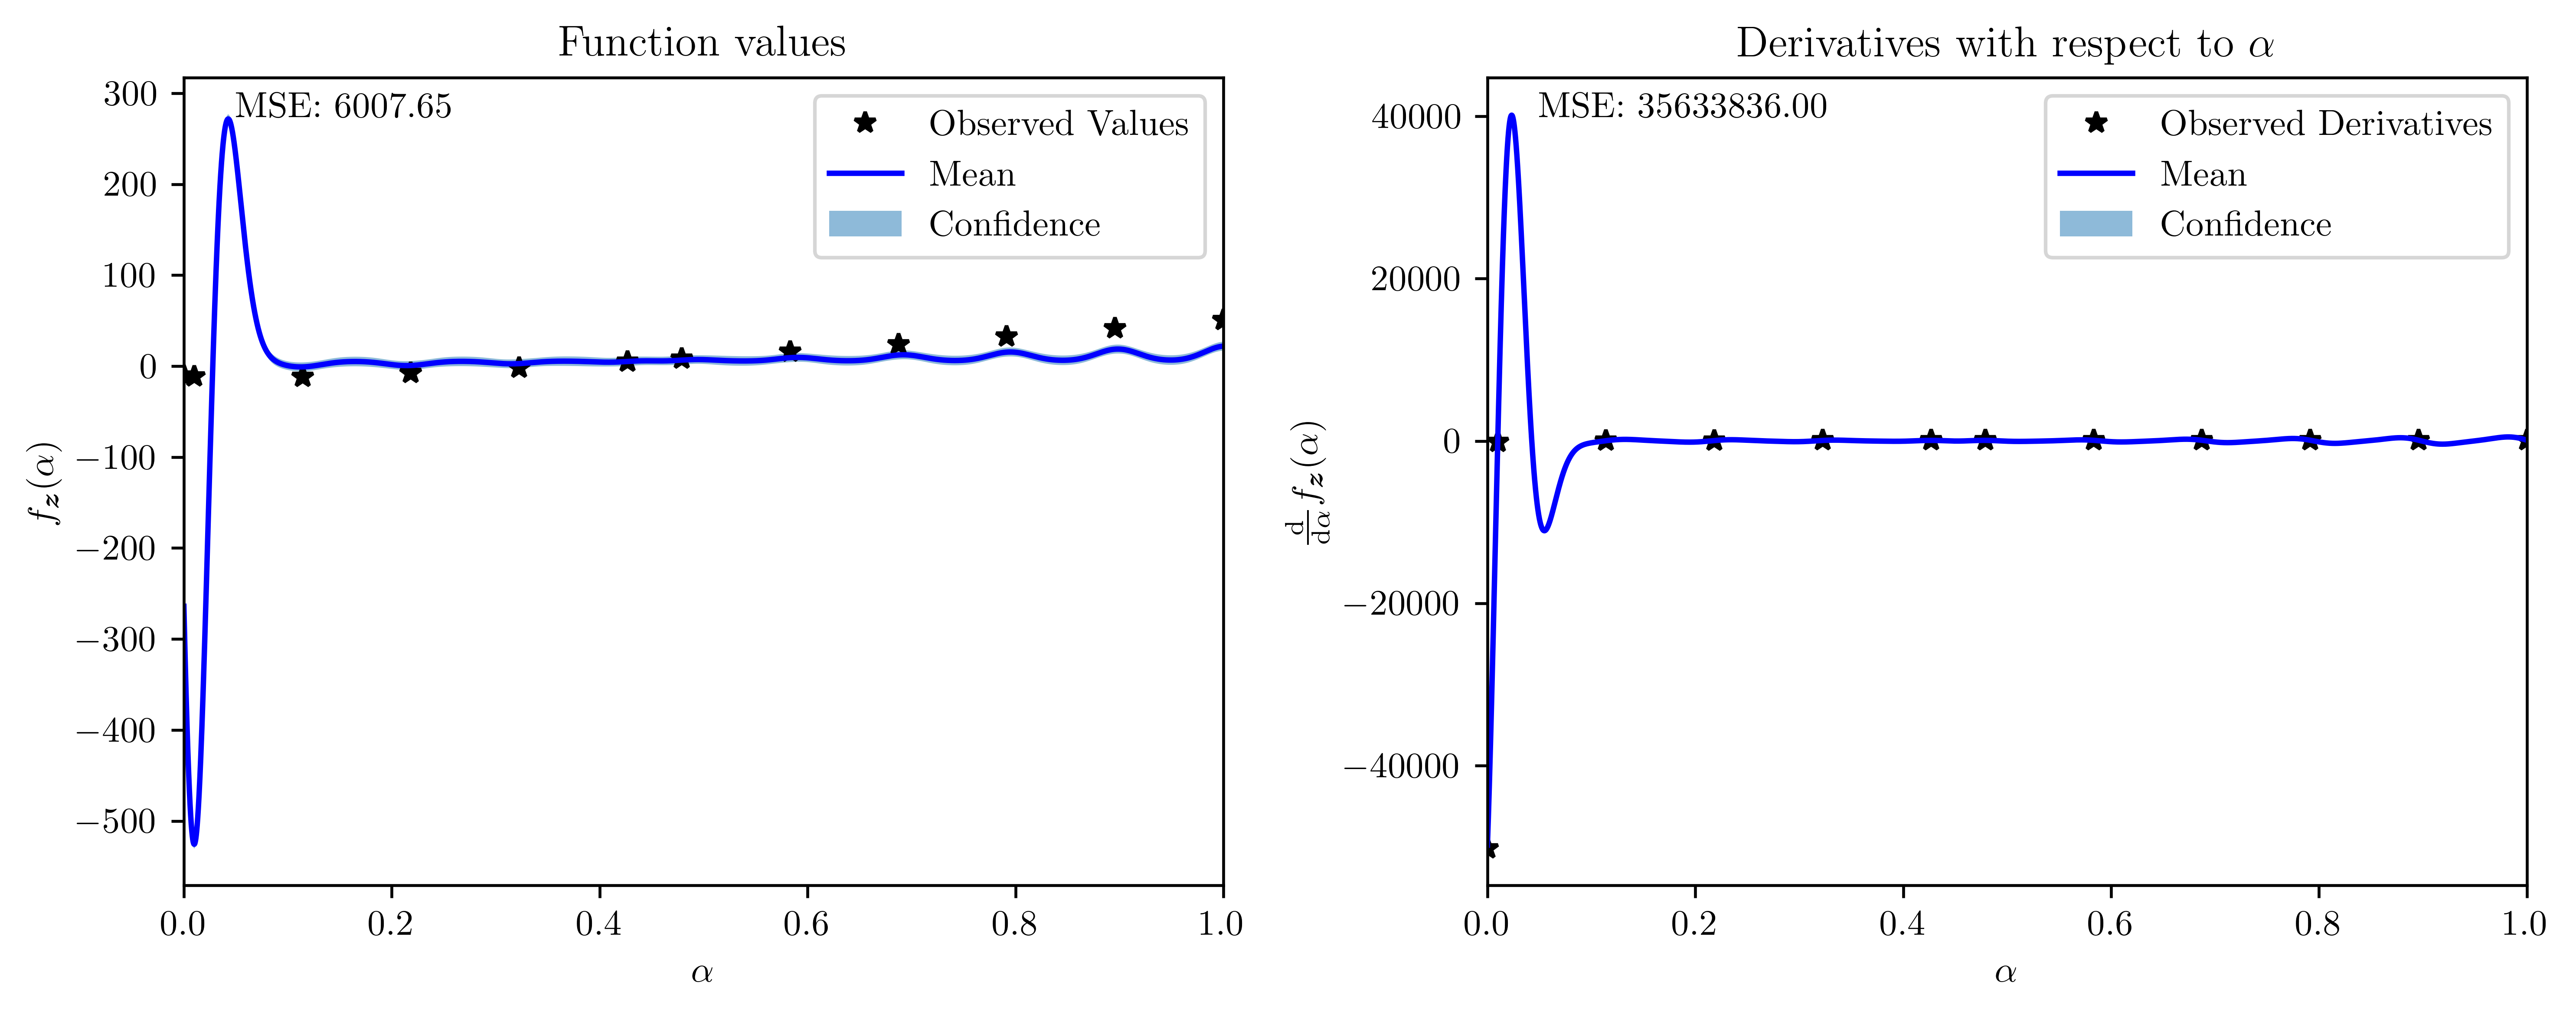 Function values
MSE: 6007.65
Observed Values
Mean
Confidence
300
200
100
0
−100
−200
−300
−400
−500
f_z(α)
0.0 0.2 0.4 0.6 0.8 1.0
α
Derivatives with respect to α
MSE: 35633836.00
Observed Derivatives
Mean
Confidence
40000
20000
0
−20000
−40000
d/dα f_z(α)
0.0 0.2 0.4 0.6 0.8 1.0
α